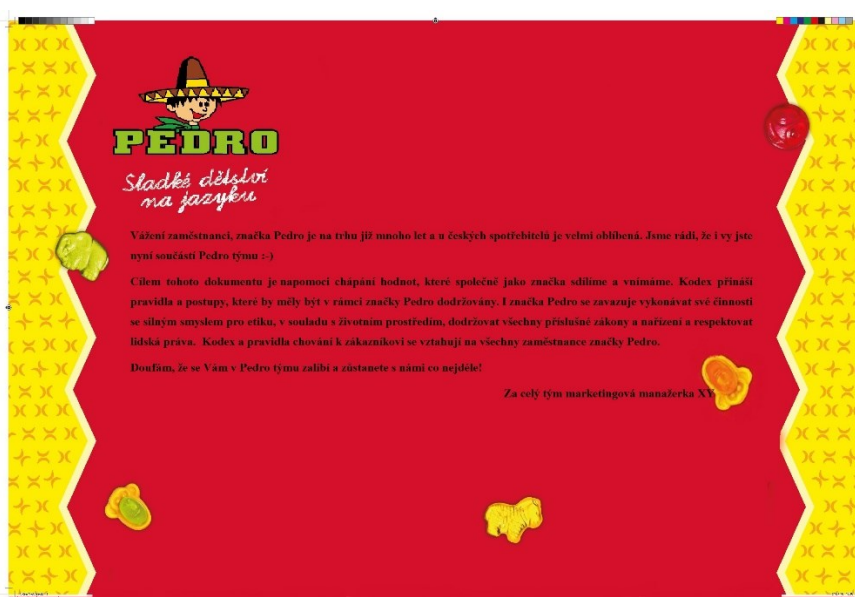 PEDRO
Sladké dětství
na jazyku
Vážení zaměstnanci, značka Pedro je na trhu již mnoho let a u českých spotřebitelů je velmi oblíbená. Jsme rádi, že i vy jste
nyní součástí Pedro týmu :-)
Cílem tohoto dokumentu je napomoci chápání hodnot, které společně jako značka sdílíme a vnímáme. Kodex přináší
pravidla a postupy, které by měly být v rámci značky Pedro dodržovány. I značka Pedro se zavazuje vykonávat své činnosti
se silným smyslem pro etiku, v souladu s životním prostředím, dodržovat všechny příslušné zákony a nařízení a respektovat
lidská práva. Kodex a pravidla chování k zákazníkovi se vztahují na všechny zaměstnance značky Pedro.
Doufám, že se Vám v Pedro týmu zalíbí a zůstanete s námi co nejdéle!
Za celý tým marketingová manažerka XY